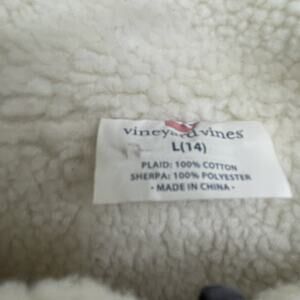 vineyard vines
L(14)
PLAID: 100% COTTON
SHERPA: 100% POLYESTER
• MADE IN CHINA •